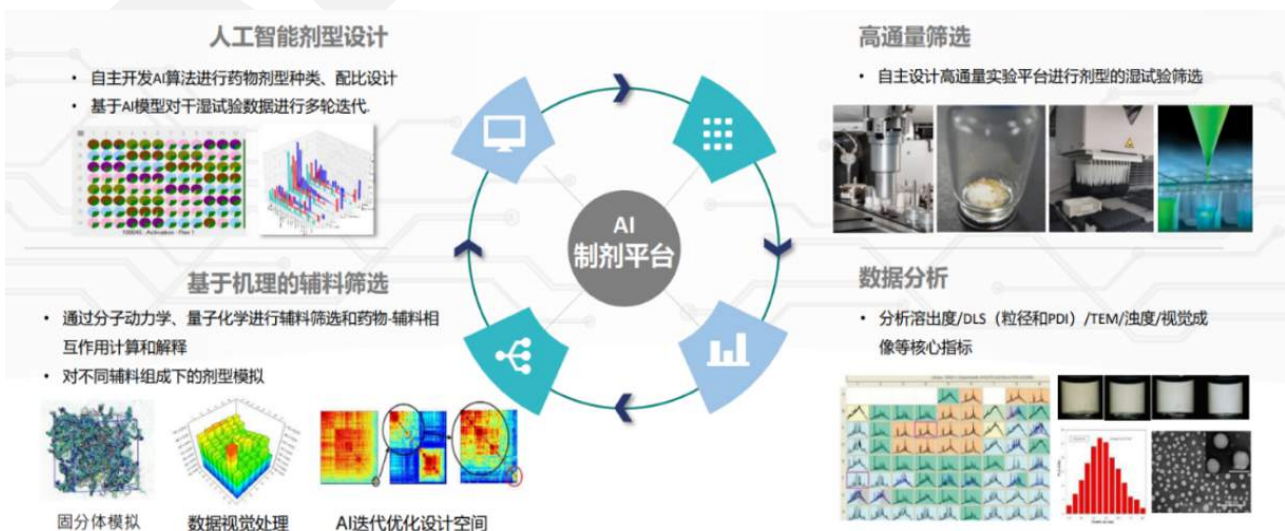 人工智能剂型设计
• 自主开发AI算法进行药物剂型种类、配比设计
• 基于AI模型对干湿试验数据进行多轮迭代.
高通量筛选
• 自主设计高通量实验平台进行剂型的湿试验筛选
AI
制剂平台
基于机理的辅料筛选
• 通过分子动力学、量子化学进行辅料筛选和药物-辅料相
互作用计算和解释
• 对不同辅料组成下的剂型模拟
固分体模拟
数据视觉处理
AI迭代优化设计空间
数据分析
• 分析溶出度/DLS（粒径和PDI）/TEM/浊度/视觉成
像等核心指标